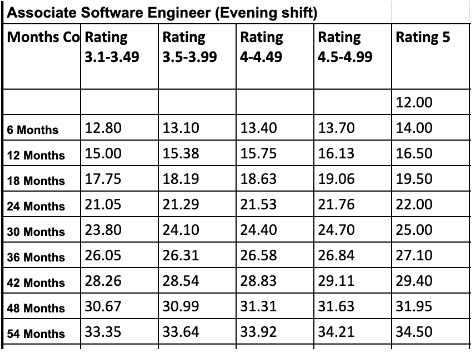 Associate Software Engineer (Evening shift)
Months Co Rating 3.1-3.49 Rating 3.5-3.99 Rating 4-4.49 Rating 4.5-4.99 Rating 5
12.00
6 Months 12.80 13.10 13.40 13.70 14.00
12 Months 15.00 15.38 15.75 16.13 16.50
18 Months 17.75 18.19 18.63 19.06 19.50
24 Months 21.05 21.29 21.53 21.76 22.00
30 Months 23.80 24.10 24.40 24.70 25.00
36 Months 26.05 26.31 26.58 26.84 27.10
42 Months 28.26 28.54 28.83 29.11 29.40
48 Months 30.67 30.99 31.31 31.63 31.95
54 Months 33.35 33.64 33.92 34.21 34.50